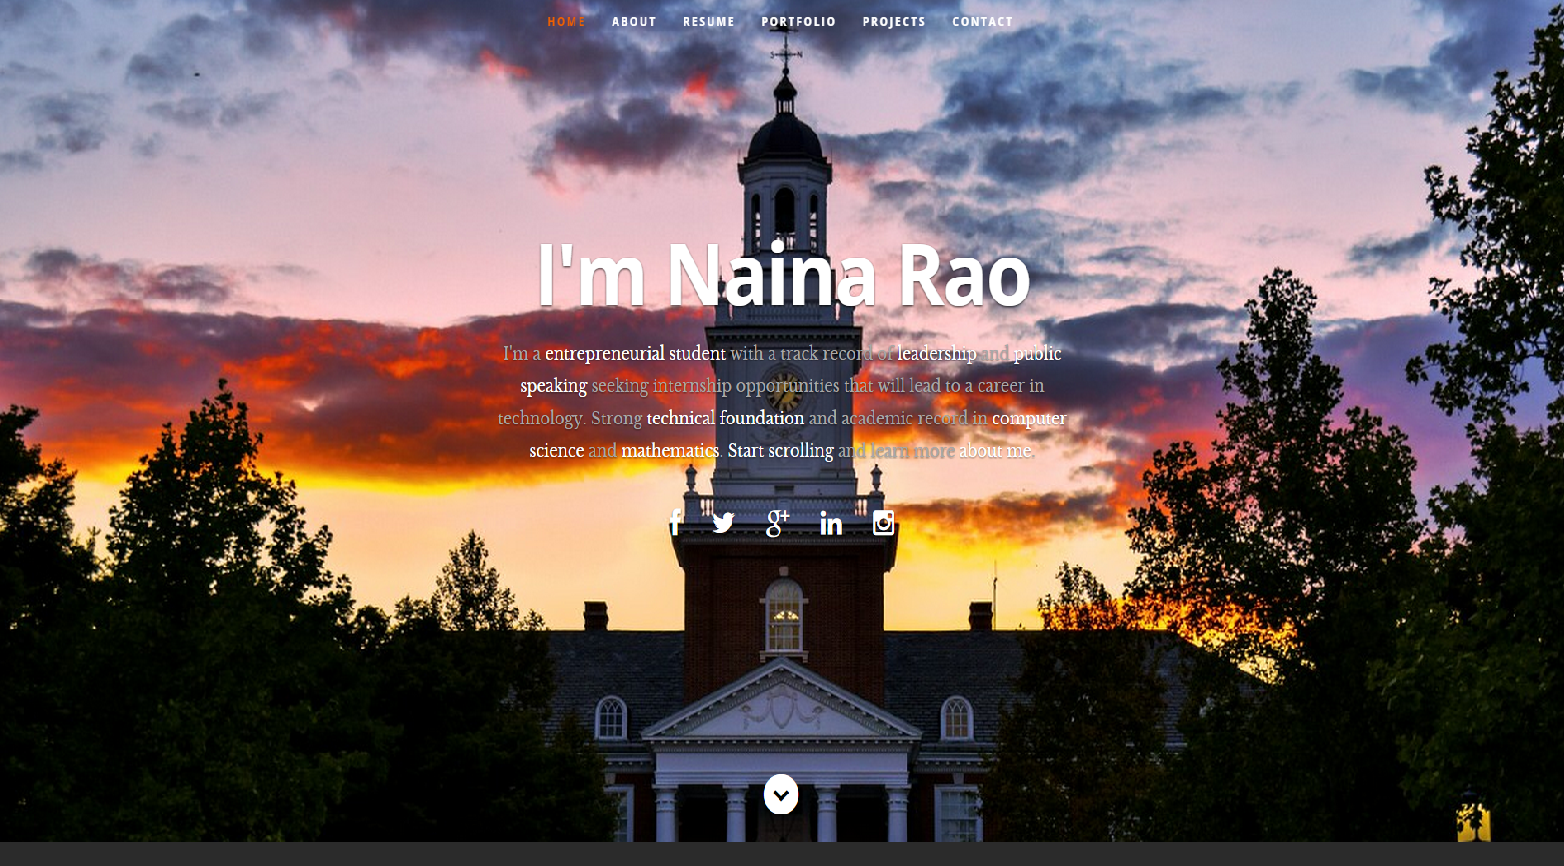 HOME ABOUT RESUME PORTFOLIO PROJECTS CONTACT
I'm Naina Rao
I'm a entrepreneurial student with a track record of leadership and public
speaking seeking internship opportunities that will lead to a career in
technology. Strong technical foundation and academic record in computer
science and mathematics. Start scrolling and learn more about me.
f g+ in